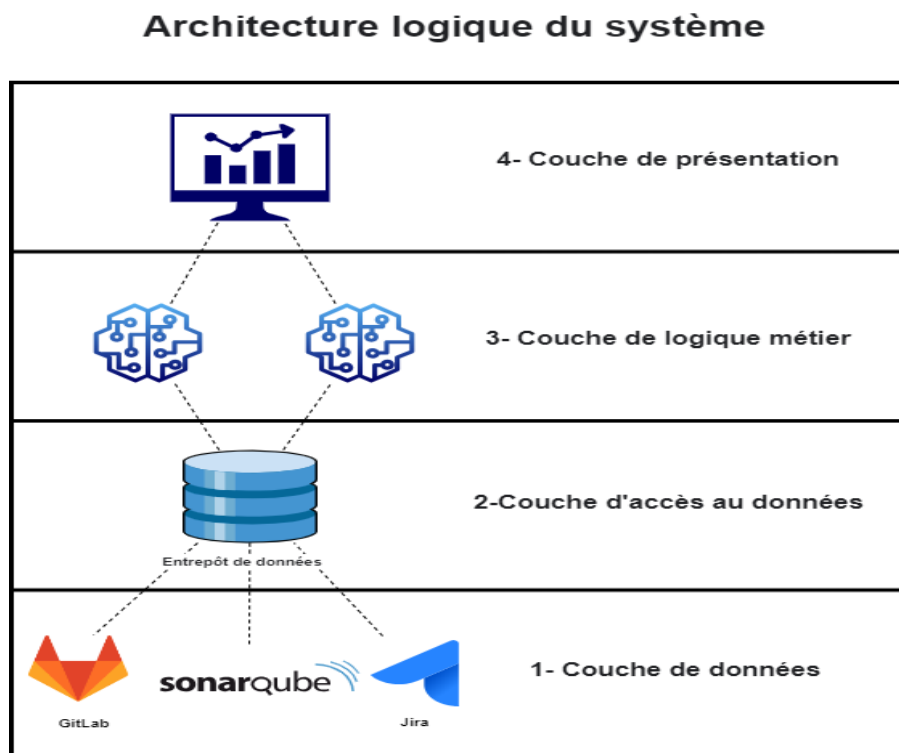 Architecture logique du système
4- Couche de présentation
3- Couche de logique métier
2-Couche d'accès au données
Entrepôt de données
1- Couche de données
sonarqube
GitLab
Jira